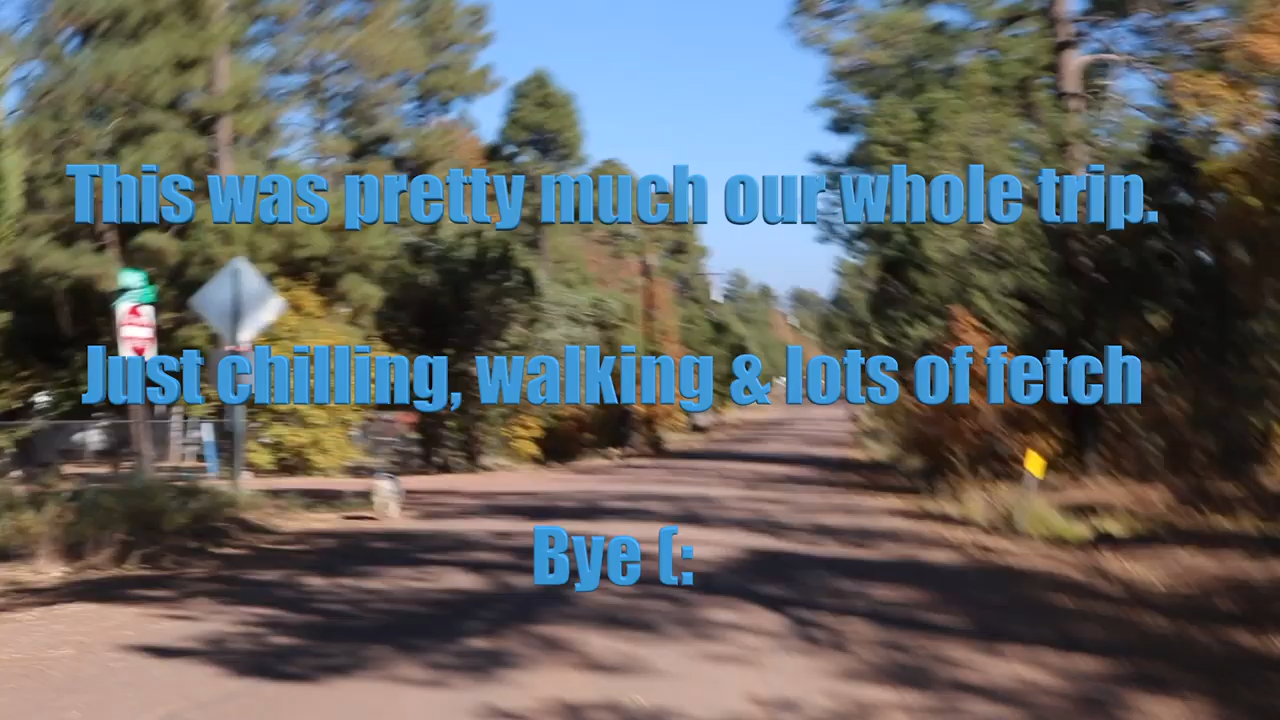 This was pretty much our whole trip.
Just chilling, walking & lots of fetch
Bye (: